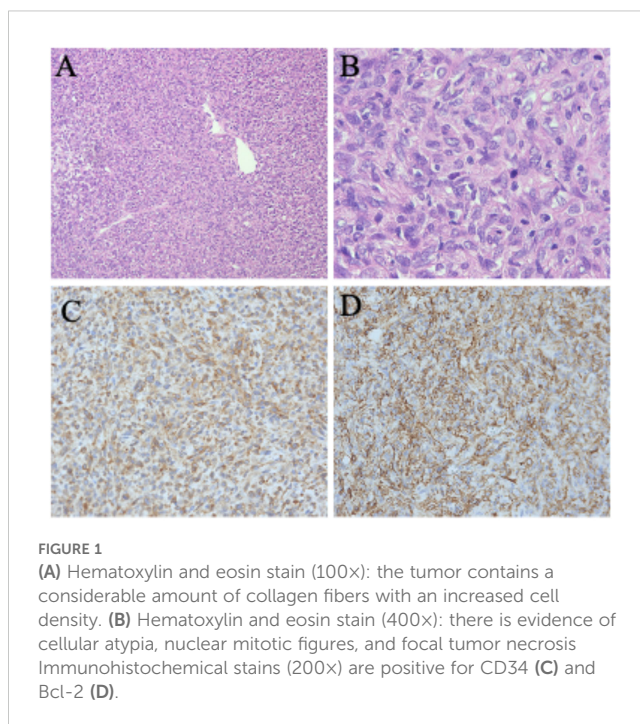 A
B
C
D
FIGURE 1
(A) Hematoxylin and eosin stain (100×): the tumor contains a
considerable amount of collagen fibers with an increased cell
density. (B) Hematoxylin and eosin stain (400×): there is evidence of
cellular atypia, nuclear mitotic figures, and focal tumor necrosis
Immunohistochemical stains (200×) are positive for CD34 (C) and
Bcl-2 (D).